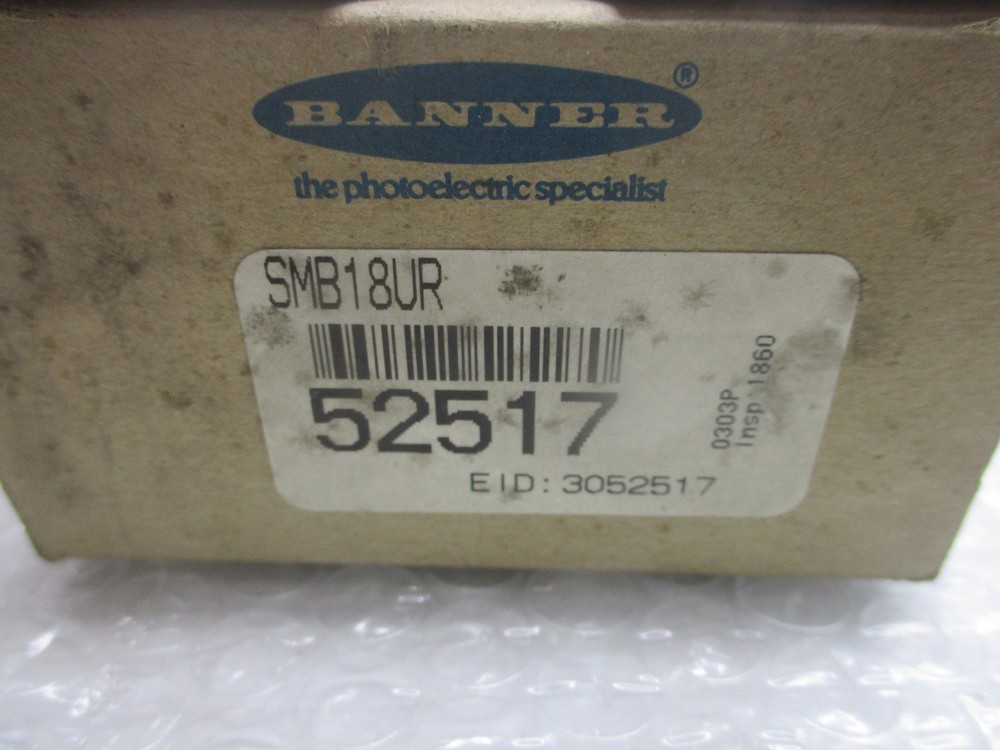 BANNER®
the photoelectric specialist
SMB18UR
52517
EID: 3052517
0303P
Insp 1860